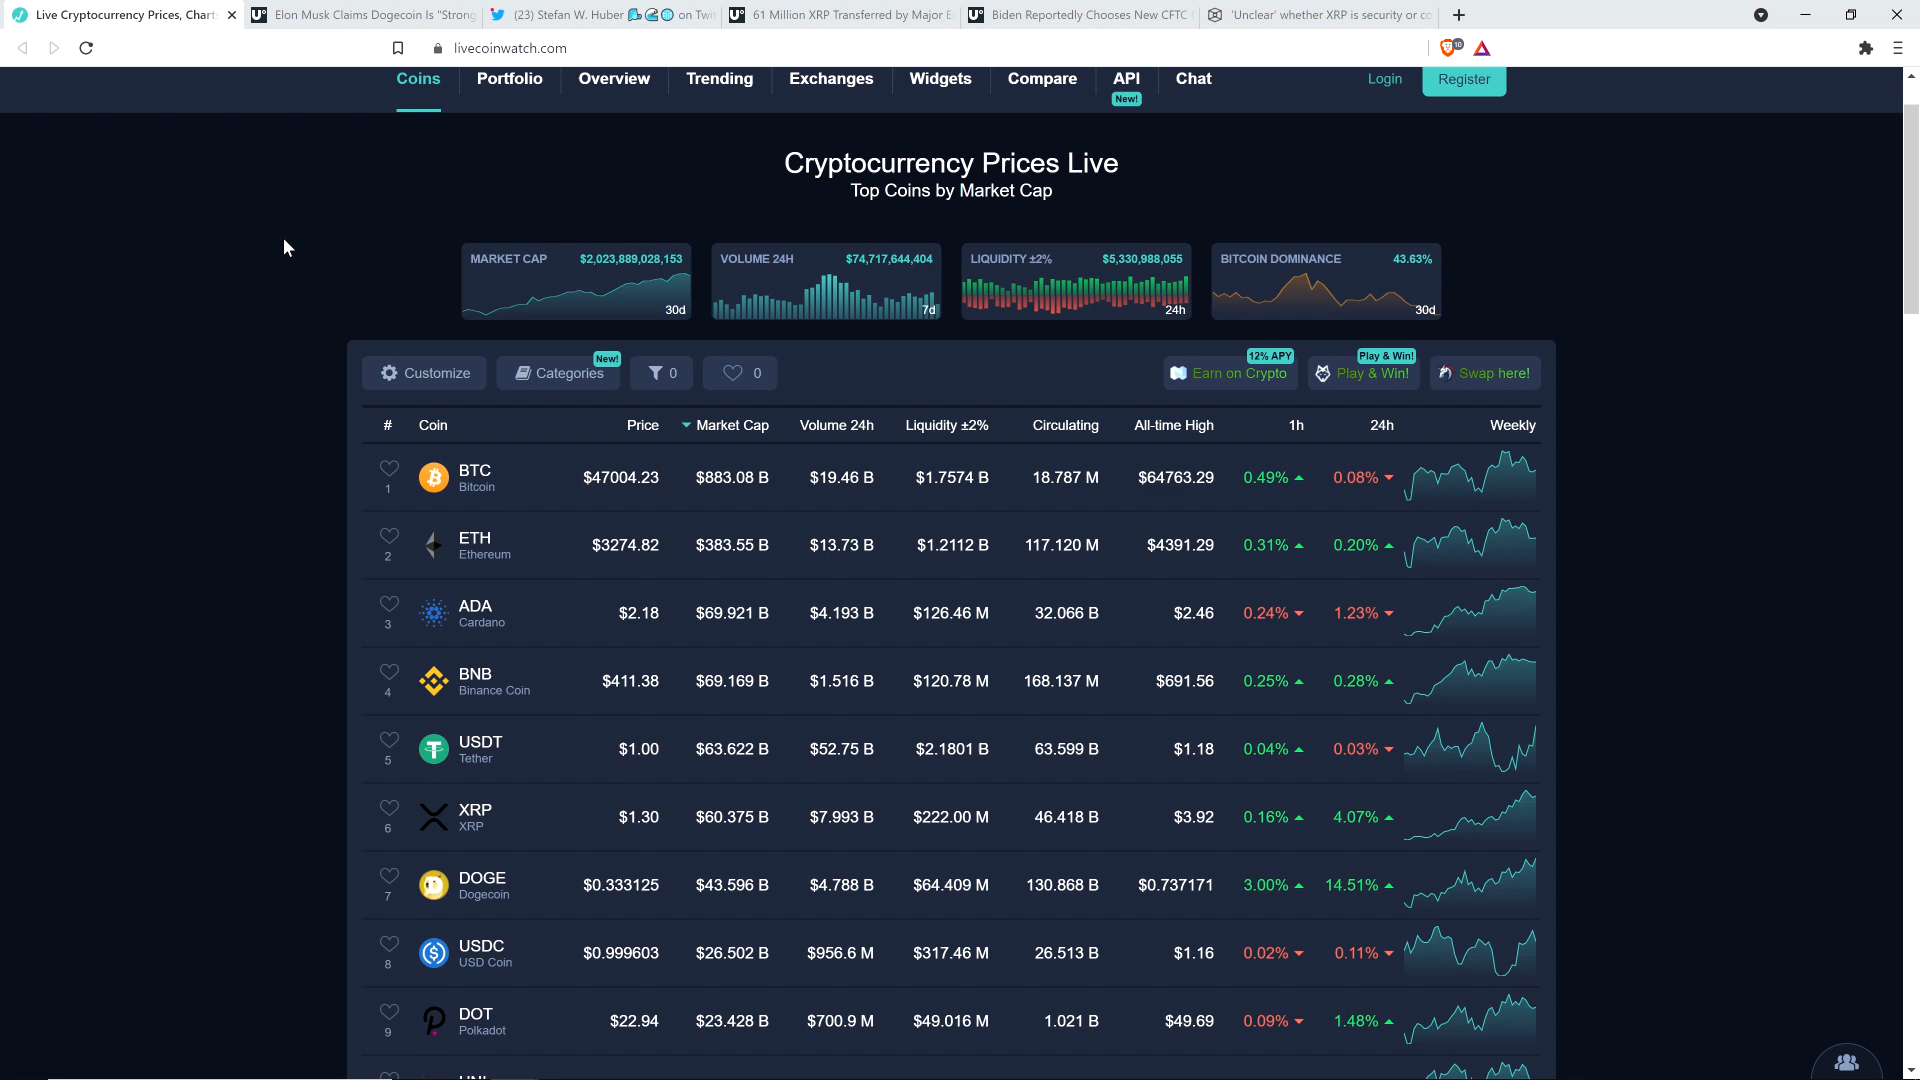 Live Cryptocurrency Prices, Chart
Elon Musk Claims Dogecoin Is "Strong
(23) Stefan W. Huber on Twi
61 Million XRP Transferred by Major E
Biden Reportedly Chooses New CFTC
'Unclear' whether XRP is security or co
livecoinwatch.com
10
Coins
Portfolio
Overview
Trending
Exchanges
Widgets
Compare
API
New!
Chat
Login
Register
Cryptocurrency Prices Live
Top Coins by Market Cap
MARKET CAP $2,023,889,028,153
30d
VOLUME 24H $74,717,644,404
7d
LIQUIDITY ±2% $5,330,988,055
24h
BITCOIN DOMINANCE 43.63%
30d
Customize
Categories
New!
0
0
12% APY
Earn on Crypto
Play & Win!
Play & Win!
Swap here!
# Coin Price Market Cap Volume 24h Liquidity ±2% Circulating All-time High 1h 24h Weekly
1 BTC Bitcoin $47004.23 $883.08 B $19.46 B $1.7574 B 18.787 M $64763.29 0.49% 0.08%
2 ETH Ethereum $3274.82 $383.55 B $13.73 B $1.2112 B 117.120 M $4391.29 0.31% 0.20%
3 ADA Cardano $2.18 $69.921 B $4.193 B $126.46 M 32.066 B $2.46 0.24% 1.23%
4 BNB Binance Coin $411.38 $69.169 B $1.516 B $120.78 M 168.137 M $691.56 0.25% 0.28%
5 USDT Tether $1.00 $63.622 B $52.75 B $2.1801 B 63.599 B $1.18 0.04% 0.03%
6 XRP XRP $1.30 $60.375 B $7.993 B $222.00 M 46.418 B $3.92 0.16% 4.07%
7 DOGE Dogecoin $0.333125 $43.596 B $4.788 B $64.409 M 130.868 B $0.737171 3.00% 14.51%
8 USDC USD Coin $0.999603 $26.502 B $956.6 M $317.46 M 26.513 B $1.16 0.02% 0.11%
9 DOT Polkadot $22.94 $23.428 B $700.9 M $49.016 M 1.021 B $49.69 0.09% 1.48%